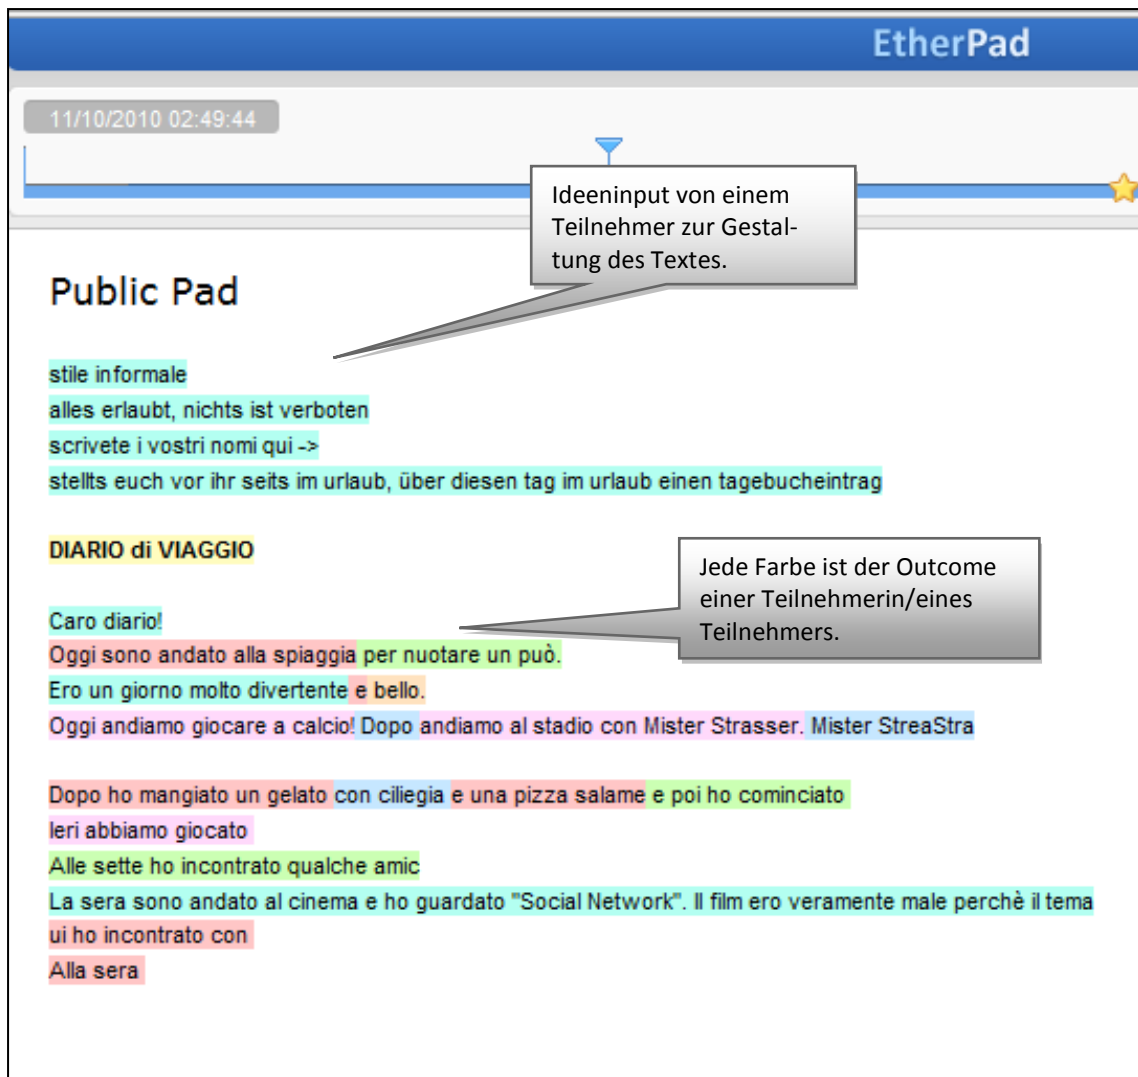 EtherPad
11/10/2010 02:49:44
Ideeninput von einem
Teilnehmer zur Gestal-
tung des Textes.
Public Pad
stile informale
alles erlaubt, nichts ist verboten
scrivete i vostri nomi qui ->
stellts euch vor ihr seits im urlaub, über diesen tag im urlaub einen tagebucheintrag
DIARIO di VIAGGIO
Jede Farbe ist der Outcome
einer Teilnehmerin/eines
Teilnehmers.
Caro diario!
Oggi sono andato alla spiaggia per nuotare un può.
Ero un giorno molto divertente e bello.
Oggi andiamo giocare a calcio! Dopo andiamo al stadio con Mister Strasser. Mister StreaStra
Dopo ho mangiato un gelato con ciliegia e una pizza salame e poi ho cominciato
Ieri abbiamo giocato
Alle sette ho incontrato qualche amic
La sera sono andato al cinema e ho guardato "Social Network". Il film ero veramente male perchè il tema
ui ho incontrato con
Alla sera